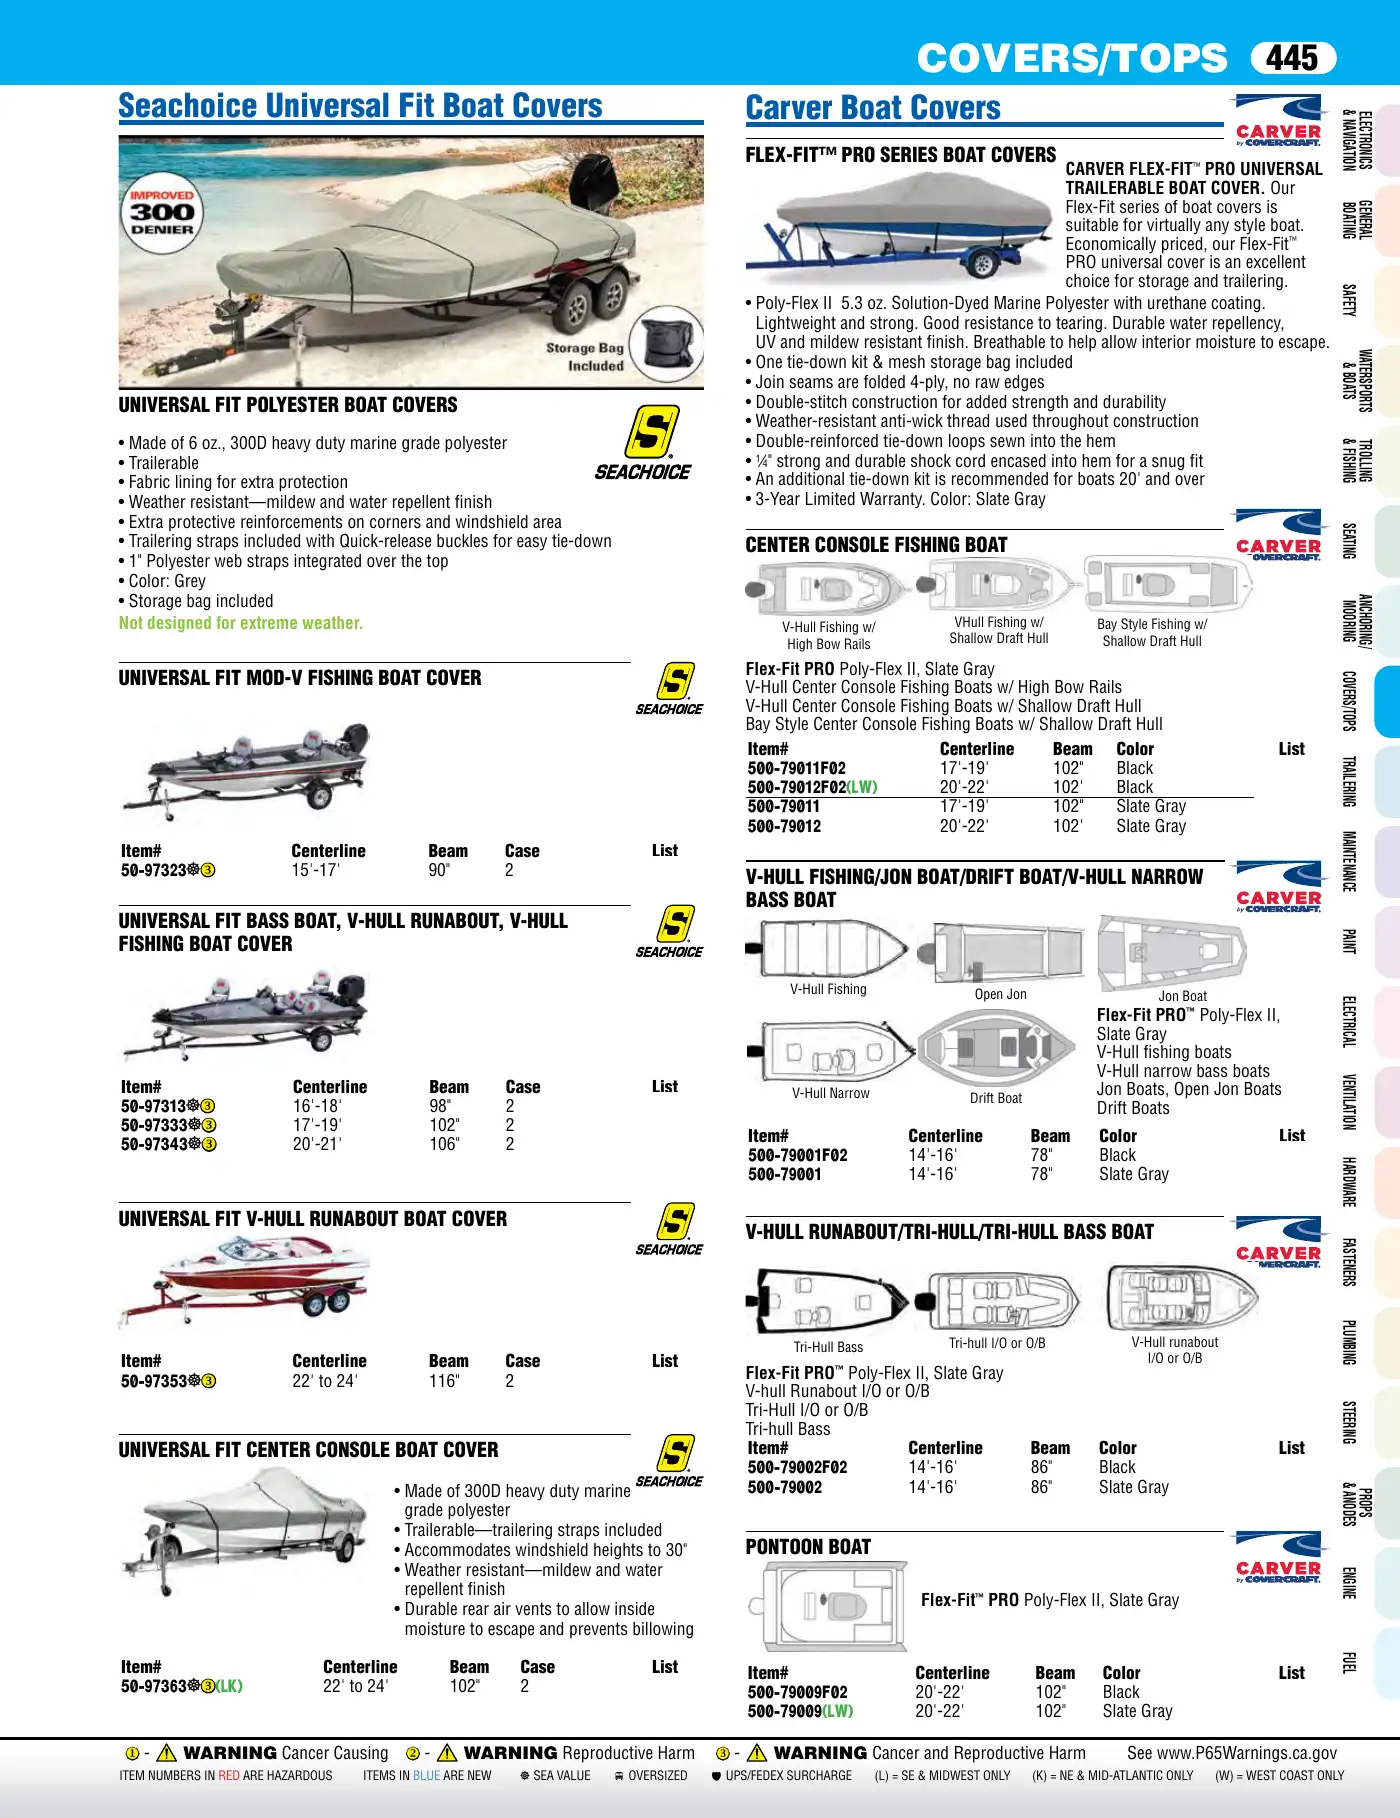 COVERS/TOPS 445
Seachoice Universal Fit Boat Covers
IMPROVED
300
DENIER
Storage Bag
Included
UNIVERSAL FIT POLYESTER BOAT COVERS
S
SEACHOICE
• Made of 6 oz., 300D heavy duty marine grade polyester
• Trailerable
• Fabric lining for extra protection
• Weather resistant—mildew and water repellent finish
• Extra protective reinforcements on corners and windshield area
• Trailering straps included with Quick-release buckles for easy tie-down
• 1" Polyester web straps integrated over the top
• Color: Grey
• Storage bag included
Not designed for extreme weather.
UNIVERSAL FIT MOD-V FISHING BOAT COVER
S
SEACHOICE
Item# Centerline Beam Case List
50-97323 3 15'-17' 90" 2
UNIVERSAL FIT BASS BOAT, V-HULL RUNABOUT, V-HULL
FISHING BOAT COVER
S
SEACHOICE
Item# Centerline Beam Case List
50-97313 3 16'-18' 98" 2
50-97333 3 17'-19' 102" 2
50-97343 3 20'-21' 106" 2
UNIVERSAL FIT V-HULL RUNABOUT BOAT COVER
S
SEACHOICE
Item# Centerline Beam Case List
50-97353 3 22' to 24' 116" 2
UNIVERSAL FIT CENTER CONSOLE BOAT COVER
S
SEACHOICE
• Made of 300D heavy duty marine
grade polyester
• Trailerable—trailering straps included
• Accommodates windshield heights to 30"
• Weather resistant—mildew and water
repellent finish
• Durable rear air vents to allow inside
moisture to escape and prevents billowing
Item# Centerline Beam Case List
50-97363 3 (LK) 22' to 24' 102" 2
Carver Boat Covers
CARVER
by COVERCRAFT.
FLEX-FIT™ PRO SERIES BOAT COVERS
CARVER FLEX-FIT™ PRO UNIVERSAL
TRAILERABLE BOAT COVER. Our
Flex-Fit series of boat covers is
suitable for virtually any style boat.
Economically priced, our Flex-Fit™
PRO universal cover is an excellent
choice for storage and trailering.
• Poly-Flex II 5.3 oz. Solution-Dyed Marine Polyester with urethane coating.
Lightweight and strong. Good resistance to tearing. Durable water repellency,
UV and mildew resistant finish. Breathable to help allow interior moisture to escape.
• One tie-down kit & mesh storage bag included
• Join seams are folded 4-ply, no raw edges
• Double-stitch construction for added strength and durability
• Weather-resistant anti-wick thread used throughout construction
• Double-reinforced tie-down loops sewn into the hem
• ¼" strong and durable shock cord encased into hem for a snug fit
• An additional tie-down kit is recommended for boats 20' and over
• 3-Year Limited Warranty. Color: Slate Gray
CENTER CONSOLE FISHING BOAT
CARVER
OVERCRAFT.
V-Hull Fishing w/
High Bow Rails
VHull Fishing w/
Shallow Draft Hull
Bay Style Fishing w/
Shallow Draft Hull
Flex-Fit PRO Poly-Flex II, Slate Gray
V-Hull Center Console Fishing Boats w/ High Bow Rails
V-Hull Center Console Fishing Boats w/ Shallow Draft Hull
Bay Style Center Console Fishing Boats w/ Shallow Draft Hull
Item# Centerline Beam Color List
500-79011F02 17'-19' 102" Black
500-79012F02(LW) 20'-22' 102' Black
500-79011 17'-19' 102" Slate Gray
500-79012 20'-22' 102' Slate Gray
V-HULL FISHING/JON BOAT/DRIFT BOAT/V-HULL NARROW
BASS BOAT
CARVER
by COVERCRAFT.
V-Hull Fishing
Open Jon
Jon Boat
V-Hull Narrow
Drift Boat
Flex-Fit PRO™ Poly-Flex II,
Slate Gray
V-Hull fishing boats
V-Hull narrow bass boats
Jon Boats, Open Jon Boats
Drift Boats
Item# Centerline Beam Color List
500-79001F02 14'-16' 78" Black
500-79001 14'-16' 78" Slate Gray
V-HULL RUNABOUT/TRI-HULL/TRI-HULL BASS BOAT
CARVER
OVERCRAFT.
Tri-Hull Bass
Tri-hull I/O or O/B
V-Hull runabout
I/O or O/B
Flex-Fit PRO™ Poly-Flex II, Slate Gray
V-hull Runabout I/O or O/B
Tri-Hull I/O or O/B
Tri-hull Bass
Item# Centerline Beam Color List
500-79002F02 14'-16' 86" Black
500-79002 14'-16' 86" Slate Gray
PONTOON BOAT
CARVER
by COVERCRAFT.
Flex-Fit™ PRO Poly-Flex II, Slate Gray
Item# Centerline Beam Color List
500-79009F02 20'-22' 102" Black
500-79009(LW) 20'-22' 102" Slate Gray
ELECTRONICS
& NAVIGATION
GENERAL
BOATING
SAFETY
WATERSPORTS
& BOATS
TROLLING
& FISHING
SEATING
ANCHORING/
MOORING
COVERS/TOPS
TRAILERING
MAINTENANCE
PAINT
ELECTRICAL
VENTILATION
HARDWARE
FASTENERS
PLUMBING
STEERING
PROPS
& ANODES
ENGINE
FUEL
1 - WARNING Cancer Causing 2 - WARNING Reproductive Harm 3 - WARNING Cancer and Reproductive Harm See www.P65Warnings.ca.gov
ITEM NUMBERS IN RED ARE HAZARDOUS ITEMS IN BLUE ARE NEW SEA VALUE OVERSIZED UPS/FEDEX SURCHARGE (L) = SE & MIDWEST ONLY (K) = NE & MID-ATLANTIC ONLY (W) = WEST COAST ONLY